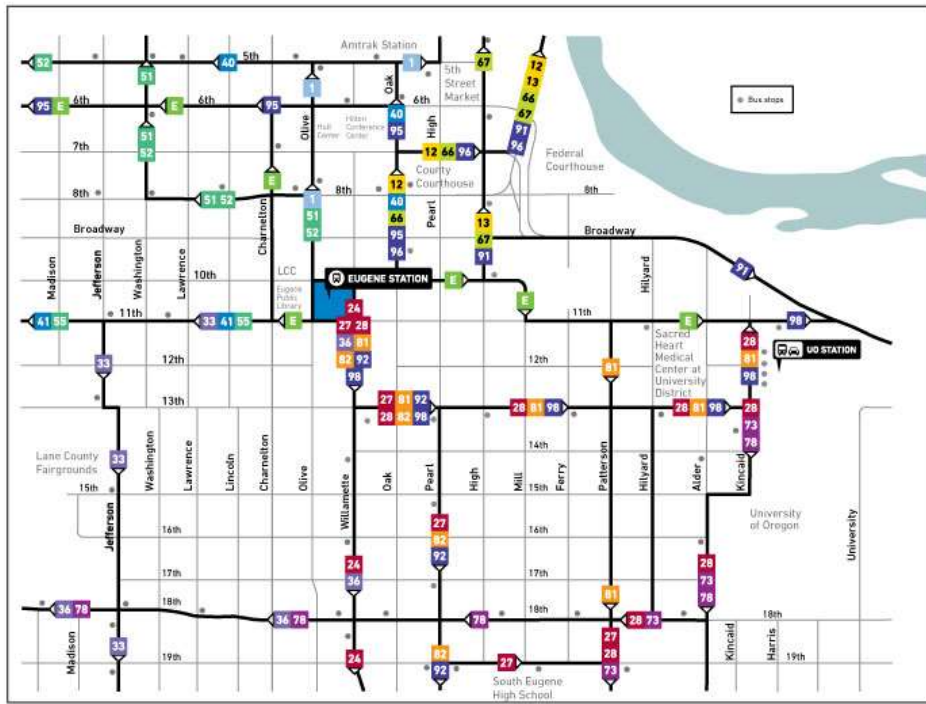 Amtrak Station
52
40
5th
1
67
51
Oak
5th
Street
Market
12
13
66
67
91
96
Bus stops
95 E
6th
E
6th
95
1
Olive
Hult
Center
Hilton
Conference
Center
40
95
6th
High
51
52
7th
12 66 96
Federal
Courthouse
County
Courthouse
E
8th
51 52
8th
1
51
52
12
40
66
95
96
Pearl
13
67
91
8th
Broadway
Broadway
Madison
Jefferson
Washington
Lawrence
Charnelton
10th
LCC
Eugene
Public
Library
EUGENE STATION
E
Hilyard
91
41 55
11th
33 41 55
E
24
27 28
36 81
82 92
98
E
11th
E
98
33
12th
12th
81
Sacred
Heart
Medical
Center at
University
District
28
81
98
UO STATION
13th
27 81 92
28 82 98
28 81 98
28 81 98
28
73
78
Lane County
Fairgrounds
33
Washington
Lawrence
Lincoln
Charnelton
Olive
Willamette
Oak
Pearl
High
Mill
Ferry
Patterson
Hilyard
Alder
Kincaid
14th
15th
15th
Jefferson
16th
27
82
92
16th
University
of Orogon
University
17th
24
36
17th
81
28
73
78
36 78
18th
36 78
78
18th
28 73
18th
Madison
33
19th
24
82
92
27
27
28
73
Kincaid
Harris
19th
South Eugene
High School